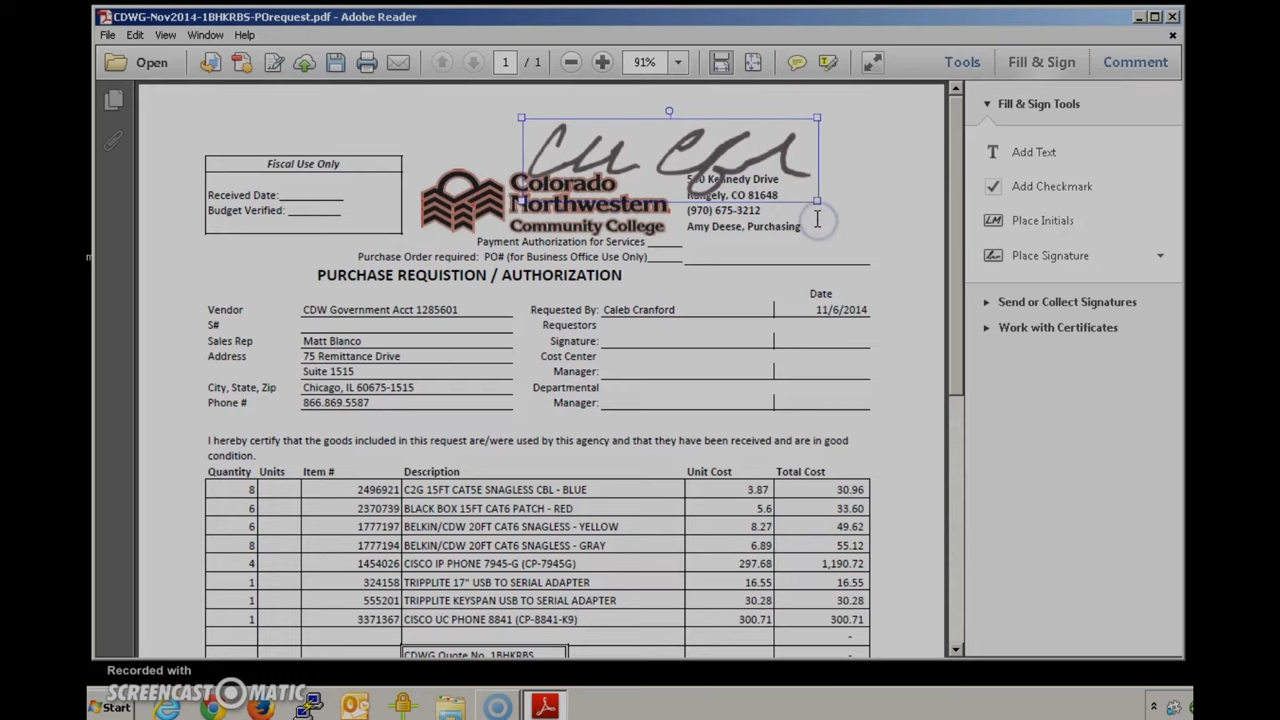 CDWG-Nov2014-1BHKRBS-POrequest.pdf - Adobe Reader
File Edit View Window Help
Open 1 / 1 91% Tools Fill & Sign Comment
Fill & Sign Tools
Add Text
Add Checkmark
LM Place Initials
Place Signature
Send or Collect Signatures
Work with Certificates
Fiscal Use Only
Received Date:
Budget Verified:
Colorado
Northwestern
Community College
Kennedy Drive
Rangely, CO 81648
(970) 675-3212
Amy Deese, Purchasing
Payment Authorization for Services
Purchase Order required: PO# (for Business Office Use Only)
PURCHASE REQUISTION / AUTHORIZATION
Date
Vendor CDW Government Acct 1285601 Requested By: Caleb Cranford 11/6/2014
S# Requestors
Sales Rep Matt Blanco Signature:
Address 75 Remittance Drive Cost Center
Suite 1515 Manager:
City, State, Zip Chicago, IL 60675-1515 Departmental
Phone # 866.869.5587 Manager:
I hereby certify that the goods included in this request are/were used by this agency and that they have been received and are in good
condition.
Quantity Units Item # Description Unit Cost Total Cost
8 2496921 C2G 15FT CAT5E SNAGLESS CBL - BLUE 3.87 30.96
6 2370739 BLACK BOX 15FT CAT6 PATCH - RED 5.6 33.60
6 1777197 BELKIN/CDW 20FT CAT6 SNAGLESS - YELLOW 8.27 49.62
8 1777194 BELKIN/CDW 20FT CAT6 SNAGLESS - GRAY 6.89 55.12
4 1454026 CISCO IP PHONE 7945-G (CP-7945G) 297.68 1,190.72
1 324158 TRIPPLITE 17" USB TO SERIAL ADAPTER 16.55 16.55
1 555201 TRIPPLITE KEYSPAN USB TO SERIAL ADAPTER 30.28 30.28
1 3371367 CISCO UC PHONE 8841 (CP-8841-K9) 300.71 300.71
-
CDWG Quote No. 1BHKRBS -
Recorded with
SCREENCAST MATIC
Start